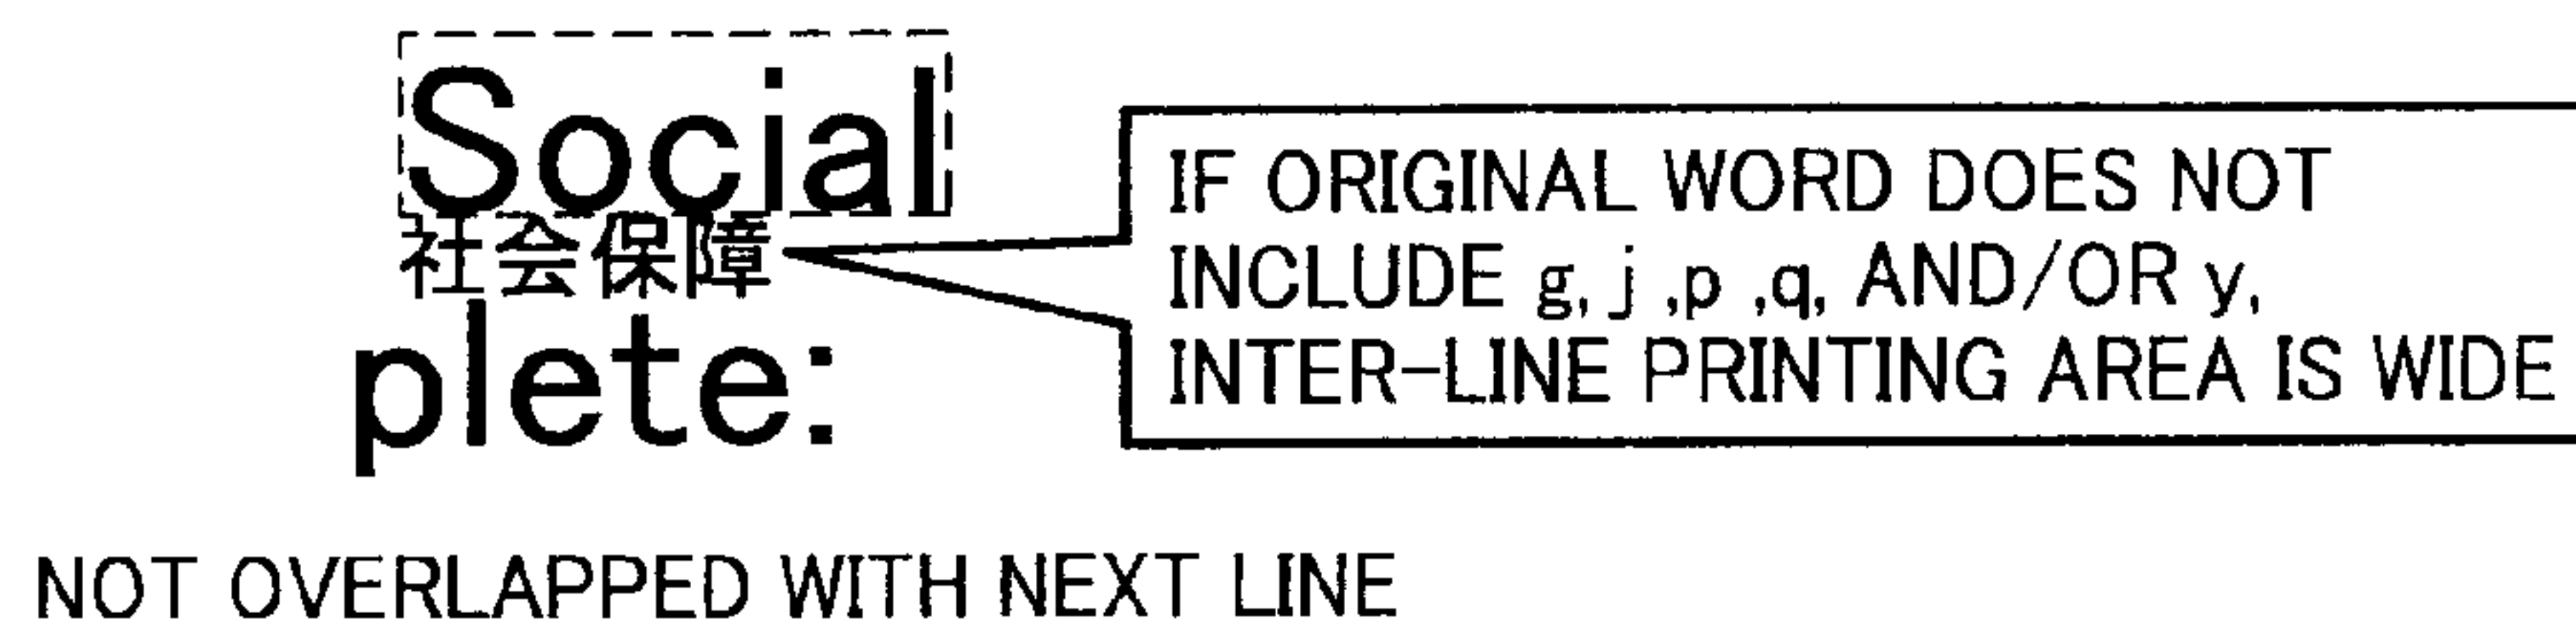 Social
社会保障
plete:
IF ORIGINAL WORD DOES NOT
INCLUDE g, j ,p ,q, AND/OR y,
INTER-LINE PRINTING AREA IS WIDE
NOT OVERLAPPED WITH NEXT LINE